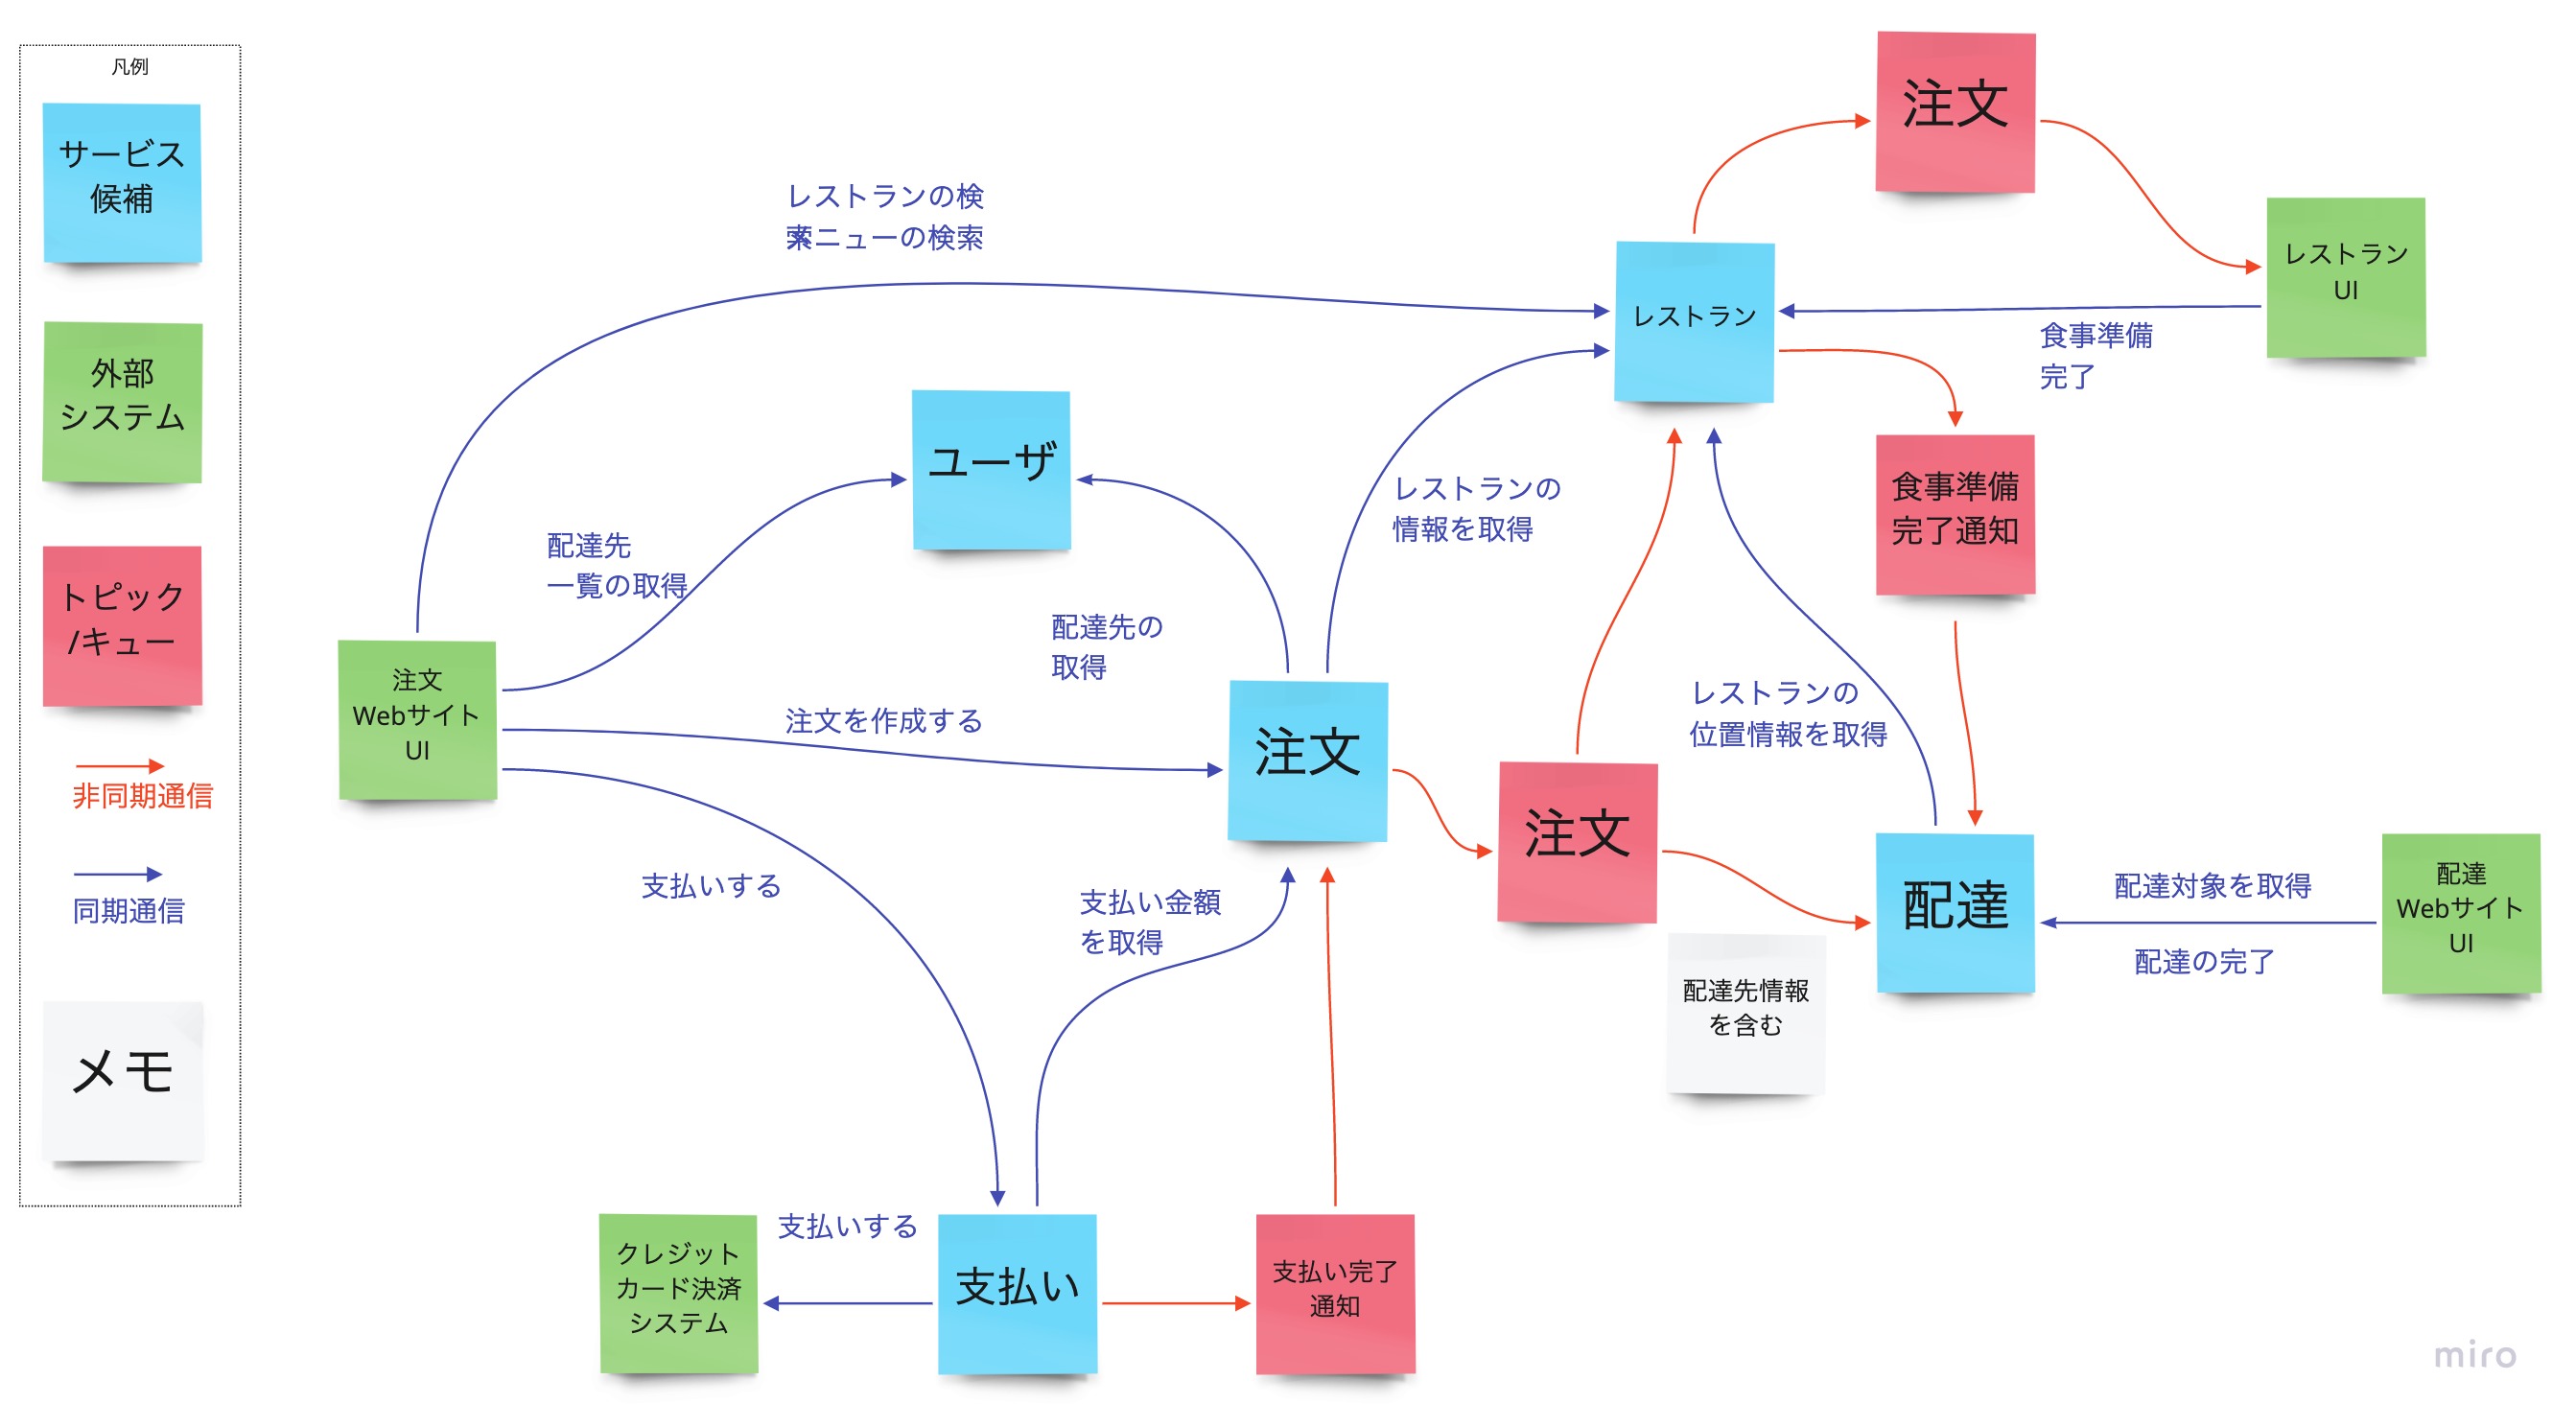 凡例
サービス
候補
外部
システム
トピック
/キュー
非同期通信
同期通信
メモ
レストランの検
索
メニューの検索
配達先
一覧の取得
注文
Webサイト
UI
注文を作成する
支払いする
ユーザ
配達先の
取得
レストランの
情報を取得
注文
支払い金額
を取得
クレジット
カード決済
システム
支払いする
支払い
支払い完了
通知
注文
レストラン
レストラン
UI
食事準備
完了
食事準備
完了通知
レストランの
位置情報を取得
注文
配達先情報
を含む
配達
配達対象を取得
配達の完了
配達
Webサイト
UI
miro